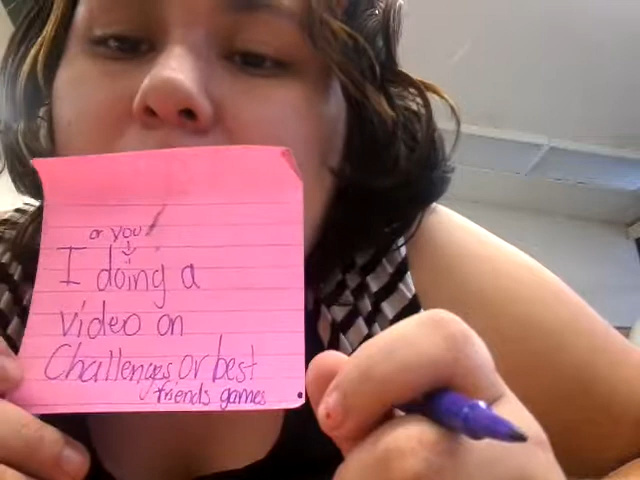 or you
I doing a
video on
Challenges or best
friends games